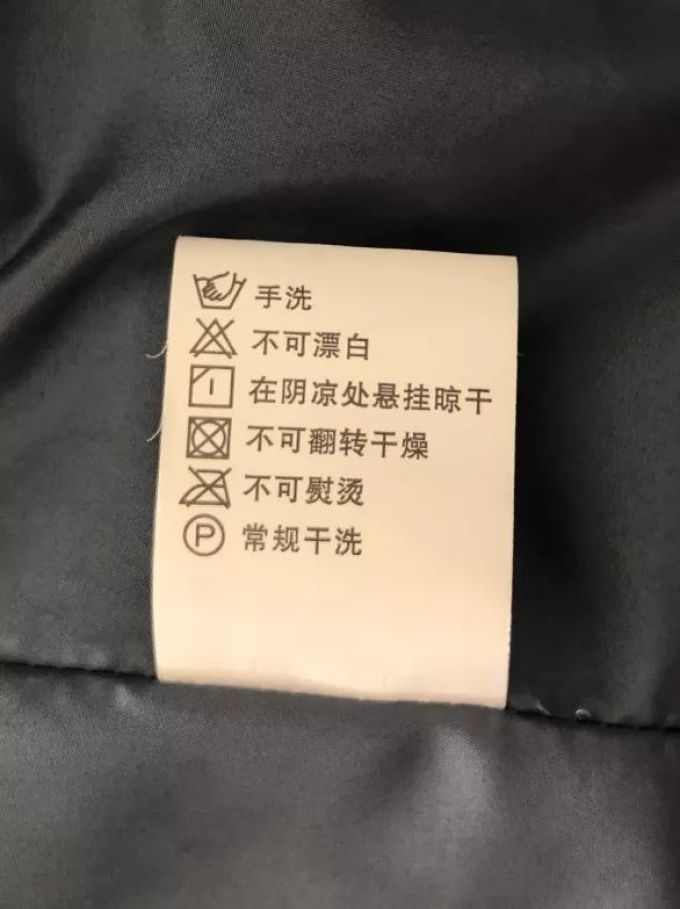 手洗
不可漂白
在阴凉处悬挂晾干
不可翻转干燥
不可熨烫
P 常规干洗